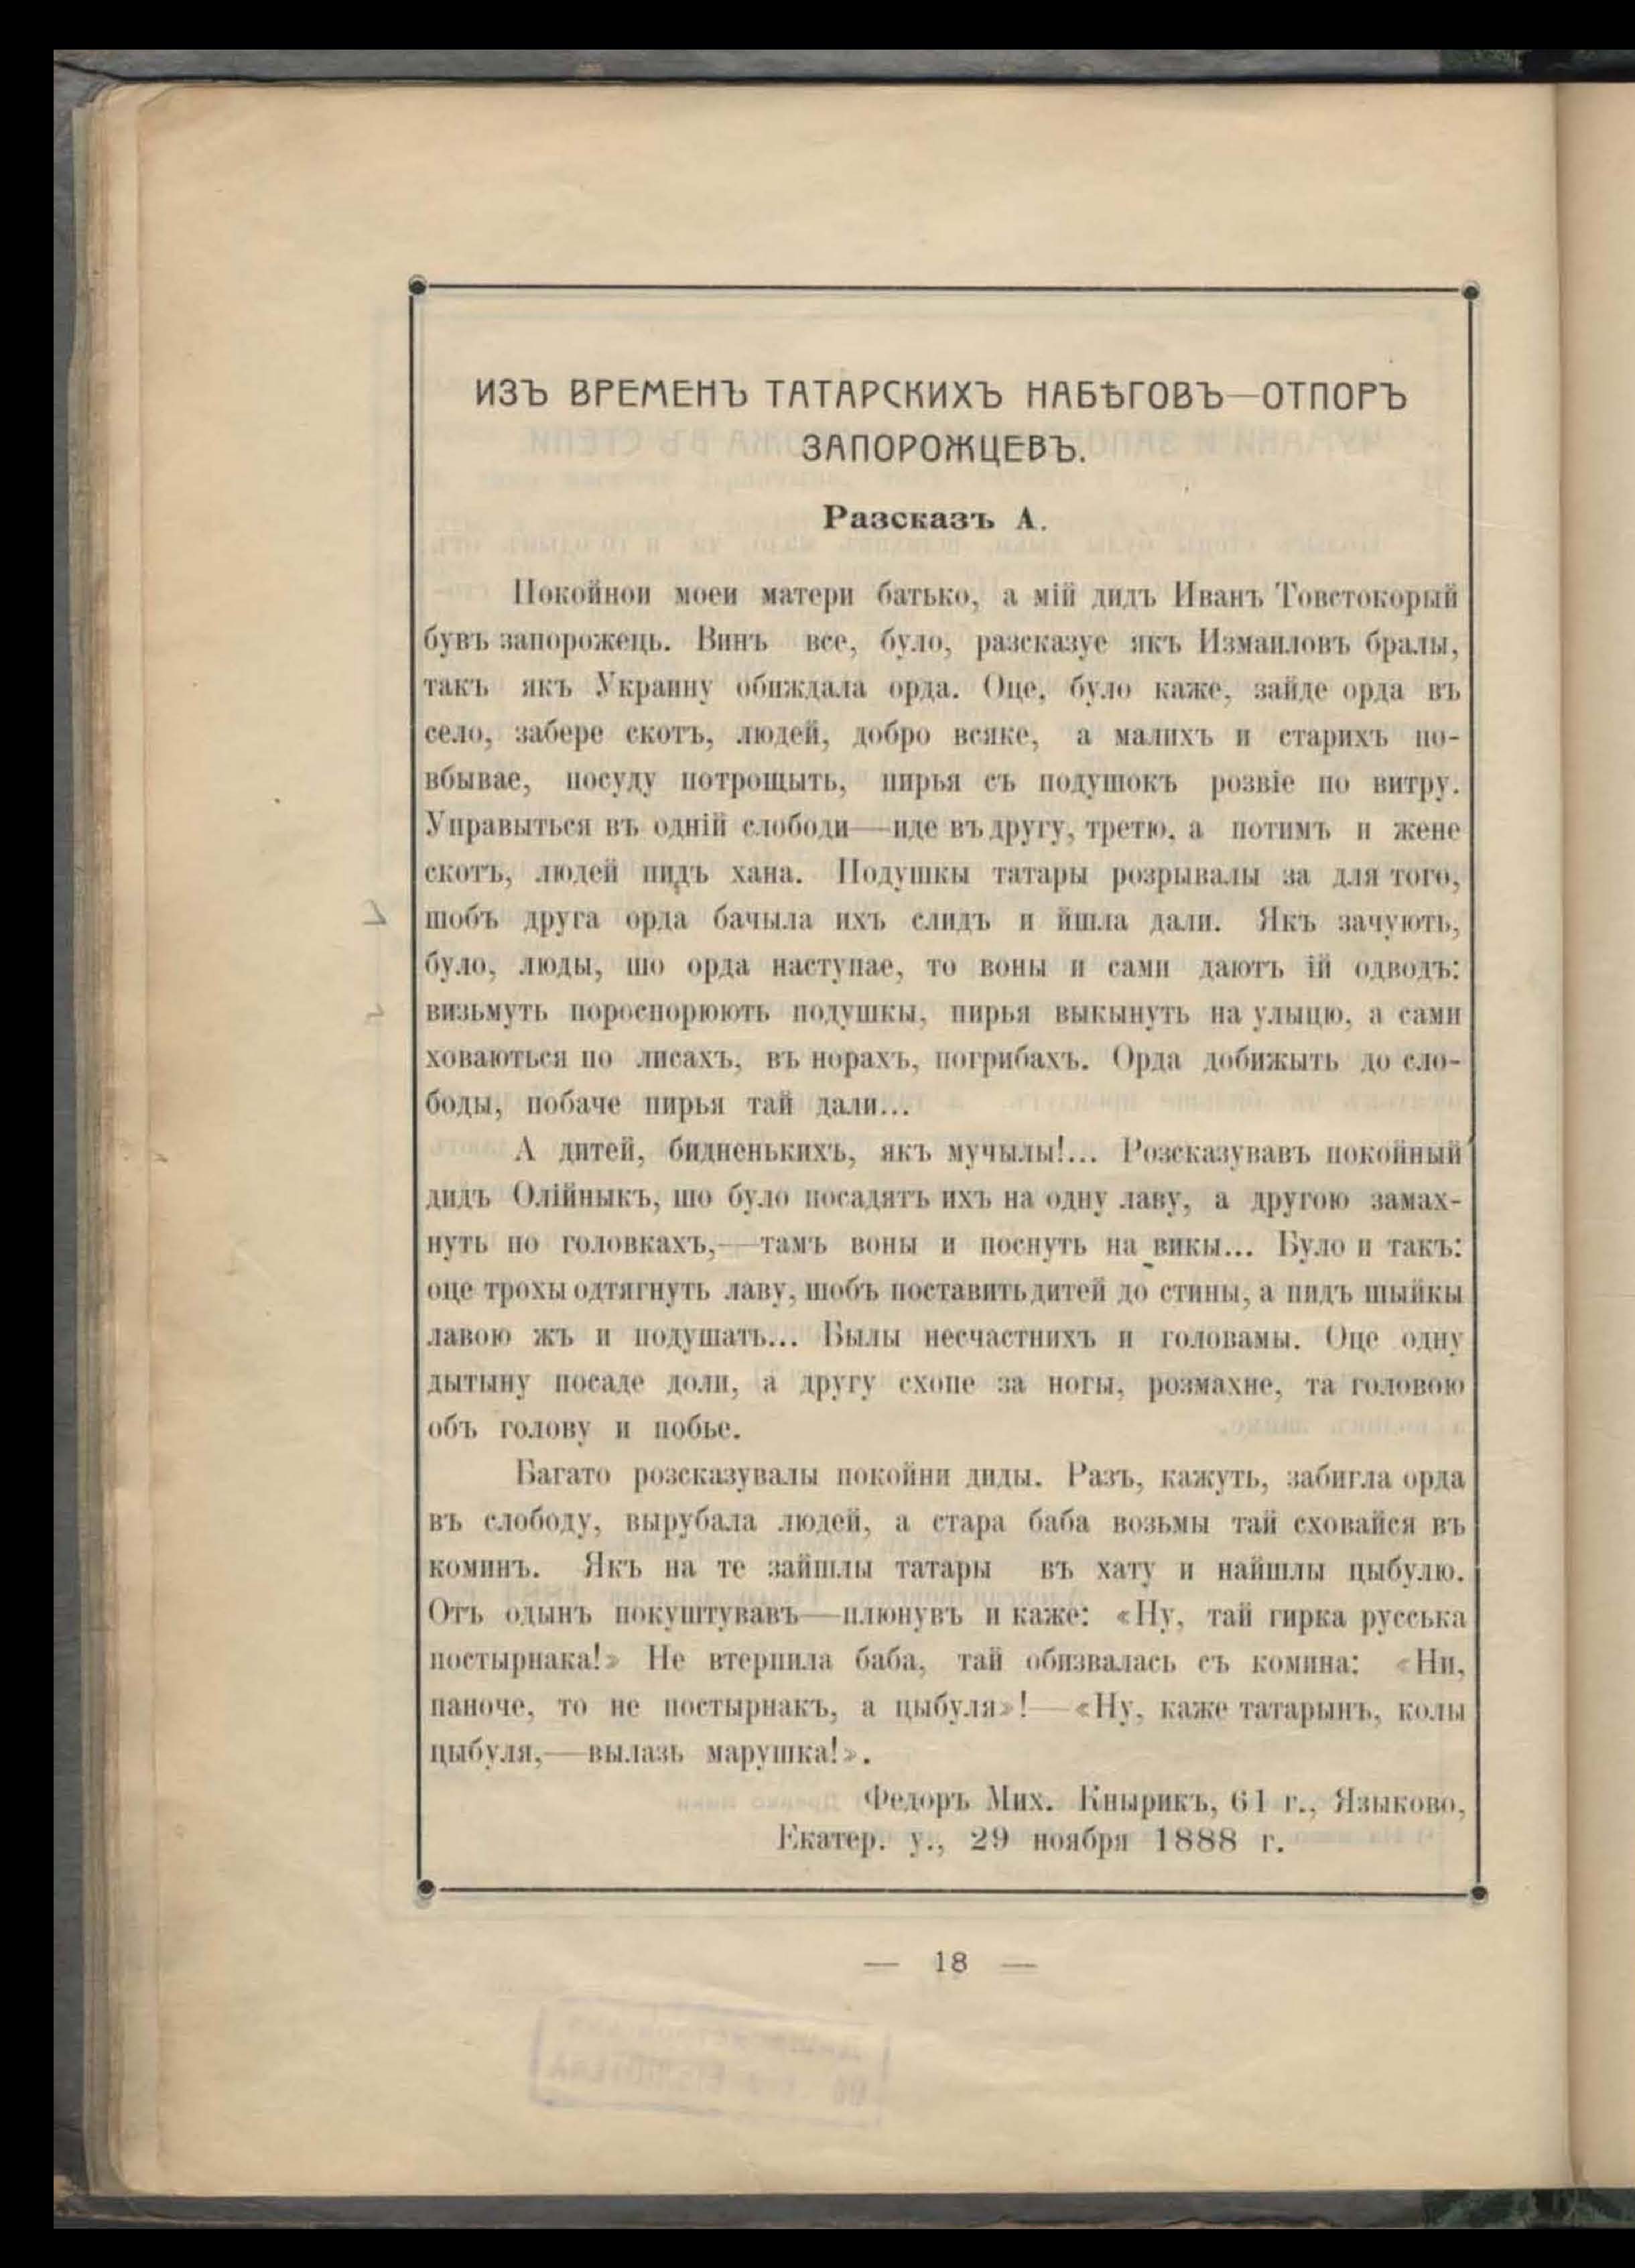 ИЗЪ ВРЕМЕНЪ ТАТАРСКИХЪ НАБѢГОВЪ—ОТПОРЪ
ЗАПОРОЖЦЕВЪ.
Разсказъ А.
Покойнои моеи матери батько, а мій дидъ Иванъ Товстокорый
бувъ запорожець. Винъ все, було, разсказуе якъ Измаиловъ бралы,
такъ якъ Украину обиждала орда. Оце, було каже, зайде орда въ
село, забере скотъ, людей, добро всяке, а малихъ и старихъ по-
вбывае, посуду потрощыть, пирья съ подушокъ розвіе по витру.
Управыться въ одній слободи—иде въ другу, третю, а потимъ и жене
скотъ, людей пидъ хана. Подушкы татары розрывалы за для того,
шобъ друга орда бачыла ихъ слидъ и йшла дали. Якъ зачують,
було, люды, шо орда наступае, то воны и сами дають ій одводъ:
визьмуть пороспорюють подушкы, пирья выкынуть на улыцю, а сами
ховаються по лисахъ, въ норахъ, погрибахъ. Орда добижыть до сло-
боды, побаче пирья тай дали...
А дитей, бидненькихъ, якъ мучылы!... Розсказувавъ покойный
дидъ Олійныкъ, шо було посадять ихъ на одну лаву, а другою замах-
нуть по головкахъ,—тамъ воны и поснуть на викы... Було и такъ:
оце трохы одтягнуть лаву, шобъ поставить дитей до стины, а пидъ шыйкы
лавою жъ и подушать... Былы несчастнихъ и головамы. Оце одну
дытыну посаде доли, а другу схопе за ногы, розмахне, та головою
объ голову и побье.
Багато розсказувалы покойни диды. Разъ, кажуть, забигла орда
въ слободу, вырубала людей, а стара баба возьмы тай сховайся въ
коминъ. Якъ на те зайшлы татары въ хату и найшлы цыбулю.
Отъ одынъ покуштувавъ—плюнувъ и каже: «Ну, тай гирка русська
постырнака!» Не втерпила баба, тай обизвалась съ комина: «Ни,
паноче, то не постырнакъ, а цыбуля»!—«Ну, каже татарынъ, колы
цыбуля,—вылазь марушка!».
Федоръ Мих. Кнырикъ, 61 г., Языково,
Екатер. у., 29 ноября 1888 г.
— 18 —